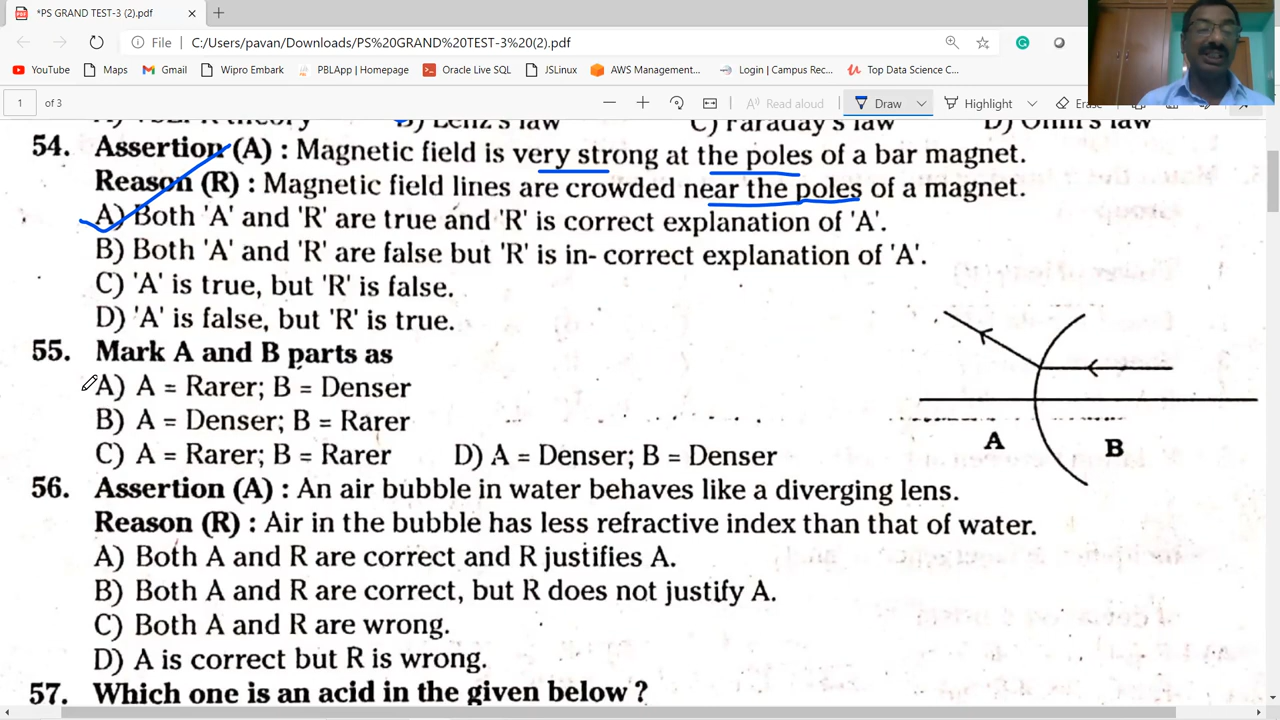 *PS GRAND TEST-3 (2).pdf
File
C:/Users/pavan/Downloads/PS%20GRAND%20TEST-3%20(2).pdf
YouTube Maps Gmail Wipro Embark PBLApp | Homepage Oracle Live SQL JSLinux AWS Management... Login | Campus Rec... Top Data Science C...
1 of 3 Read aloud Draw Highlight Erase
B) Lenz's law C) Faraday's law D) Ohm's law
54. Assertion (A) : Magnetic field is very strong at the poles of a bar magnet.
Reason (R) : Magnetic field lines are crowded near the poles of a magnet.
A) Both 'A' and 'R' are true and 'R' is correct explanation of 'A'.
B) Both 'A' and 'R' are false but 'R' is in- correct explanation of 'A'.
C) 'A' is true, but 'R' is false.
D) 'A' is false, but 'R' is true.
55. Mark A and B parts as
A) A = Rarer; B = Denser
B) A = Denser; B = Rarer
C) A = Rarer; B = Rarer D) A = Denser; B = Denser
A B
56. Assertion (A) : An air bubble in water behaves like a diverging lens.
Reason (R) : Air in the bubble has less refractive index than that of water.
A) Both A and R are correct and R justifies A.
B) Both A and R are correct, but R does not justify A.
C) Both A and R are wrong.
D) A is correct but R is wrong.
57. Which one is an acid in the given below ?